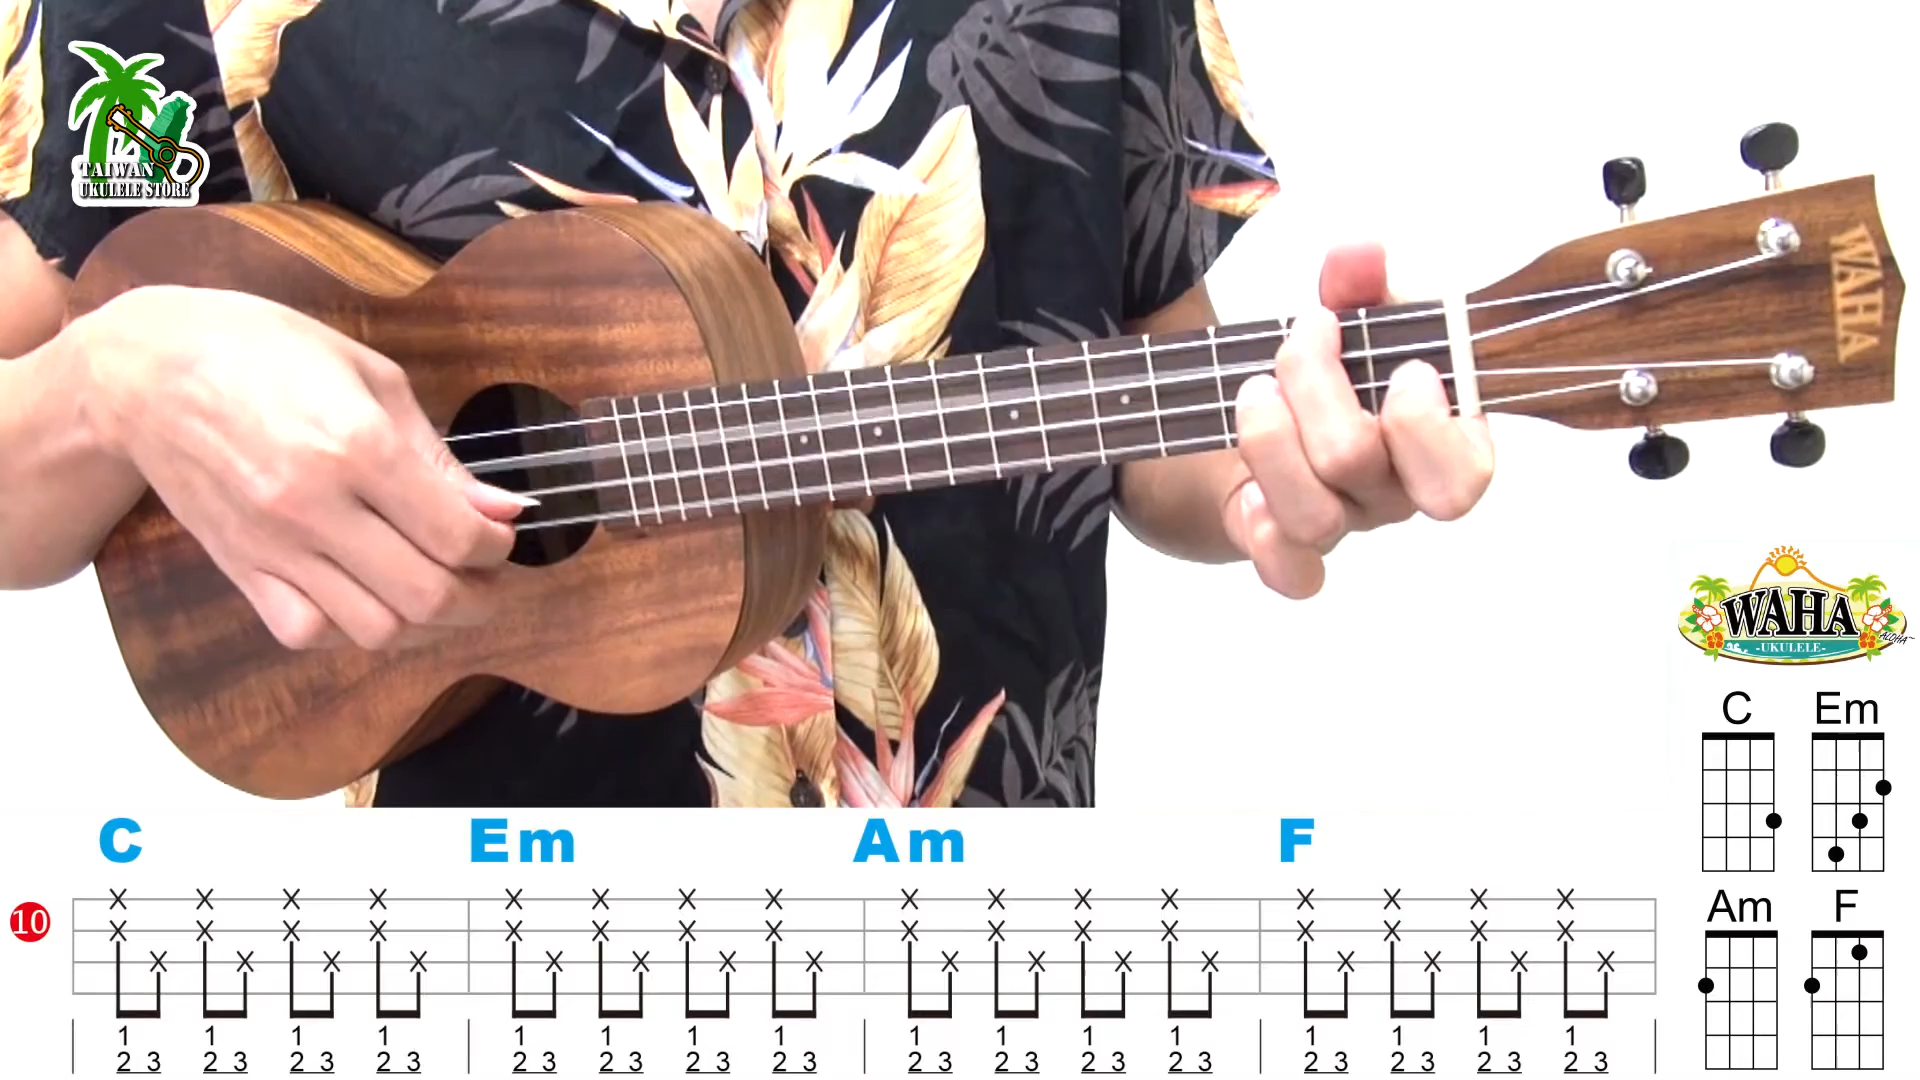 TAIWAN
UKULELE STORE
WAHA
WAHA
ALOHA~
-UKULELE-
C Em
Am F
C Em Am F
10
1 1 1 1 1 1 1 1 1 1 1 1 1 1 1 1
2 3 2 3 2 3 2 3 2 3 2 3 2 3 2 3 2 3 2 3 2 3 2 3 2 3 2 3 2 3 2 3